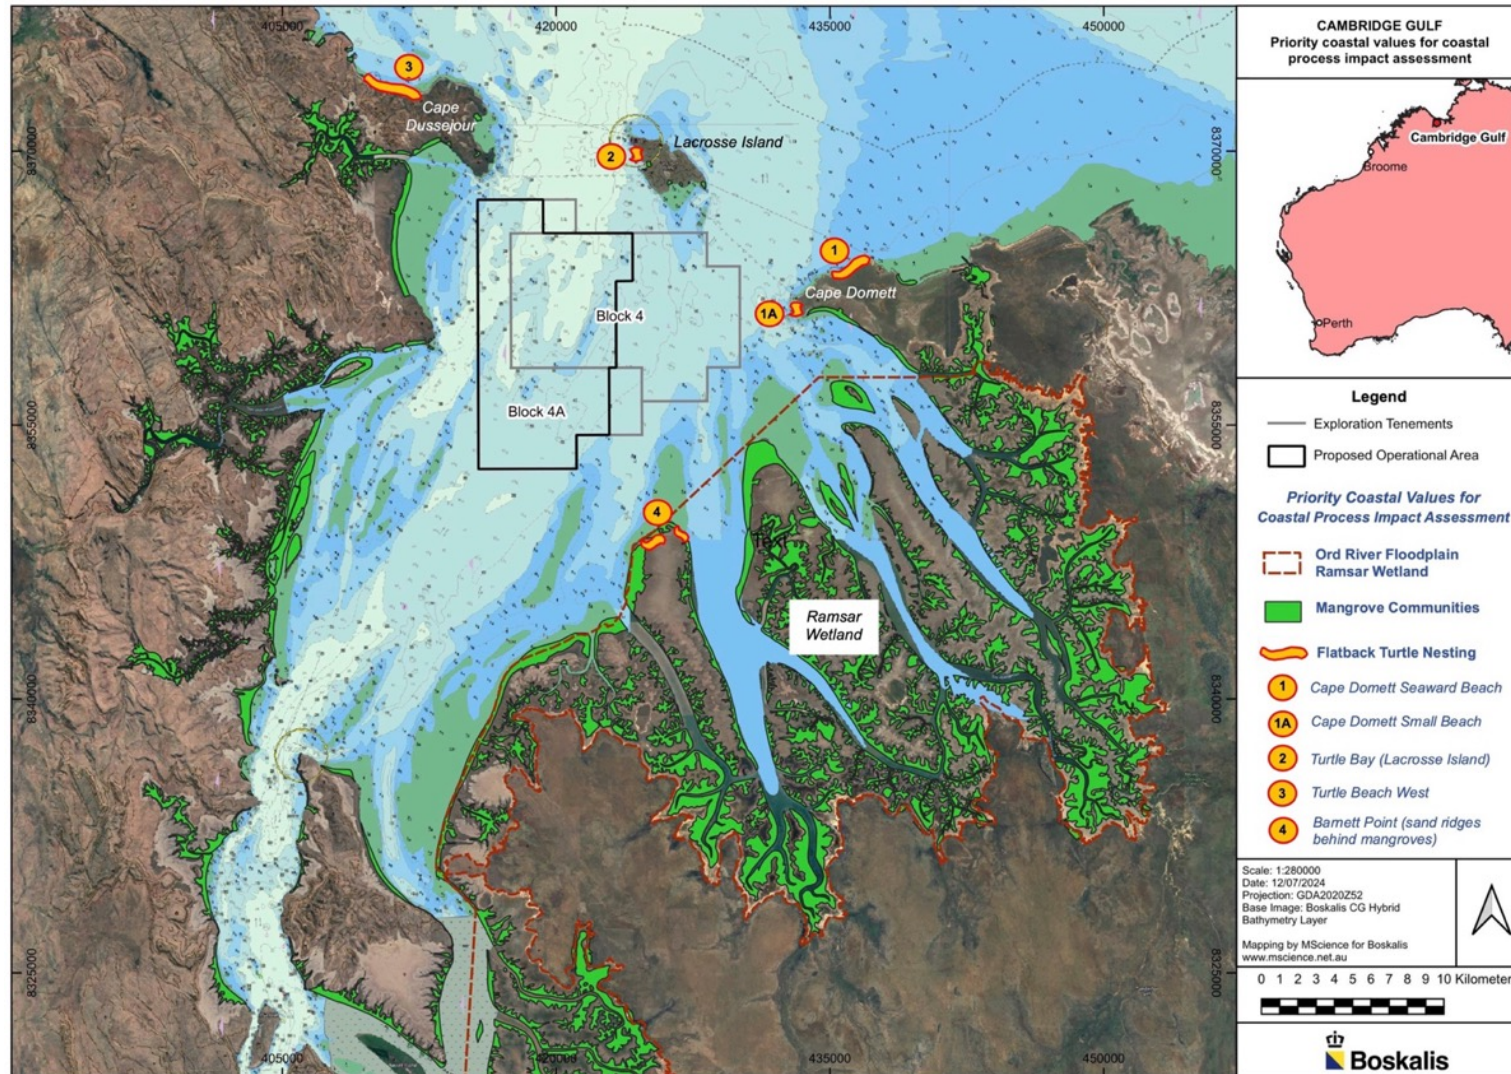 405000
420000
435000
450000
3
Cape
Dussejour
2
Lacrosse Island
8370000
8370000
1
Cape Domett
1A
Block 4
Block 4A
8355000
8355000
4
Ramsar
Wetland
8340000
8340000
8325000
8325000
405000
420000
435000
450000
CAMBRIDGE GULF
Priority coastal values for coastal
process impact assessment
Cambridge Gulf
Broome
Perth
Legend
Exploration Tenements
Proposed Operational Area
Priority Coastal Values for
Coastal Process Impact Assessment
Ord River Floodplain
Ramsar Wetland
Mangrove Communities
Flatback Turtle Nesting
1 Cape Domett Seaward Beach
1A Cape Domett Small Beach
2 Turtle Bay (Lacrosse Island)
3 Turtle Beach West
4 Barnett Point (sand ridges
behind mangroves)
Scale: 1:280000
Date: 12/07/2024
Projection: GDA2020Z52
Base Image: Boskalis CG Hybrid
Bathymetry Layer
Mapping by MScience for Boskalis
www.mscience.net.au
0 1 2 3 4 5 6 7 8 9 10 Kilometer
Boskalis